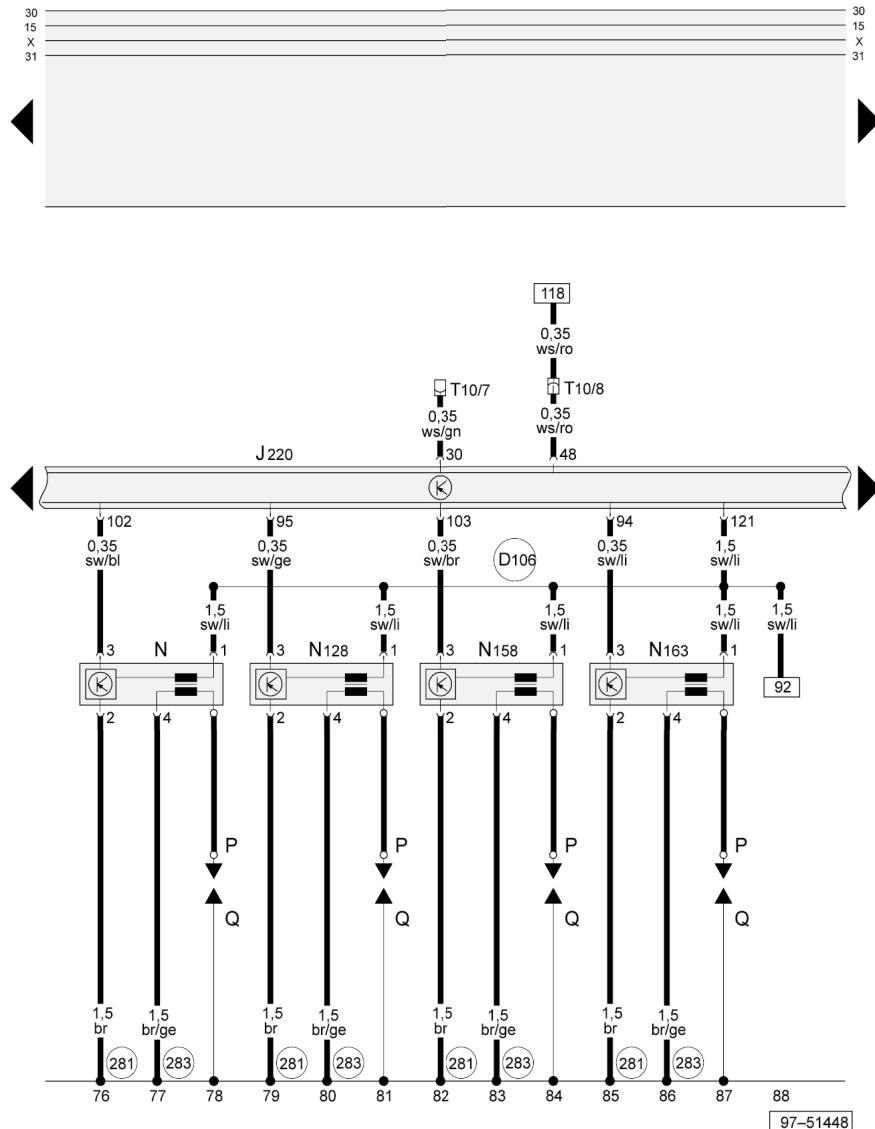 30 30
15 15
X X
31 31
118
0,35
ws/ro
T10/7 T10/8
0,35 0,35
ws/gn ws/ro
J220 30 48
102 95 103 94 121
0,35 0,35 0,35 0,35 1,5
sw/bl sw/ge sw/br sw/li sw/li
D106
1,5 1,5 1,5 1,5 1,5
sw/li sw/li sw/li sw/li sw/li
3 N 1 3 N128 1 3 N158 1 3 N163 1
92
2 4 2 4 2 4 2 4
P P P P
Q Q Q Q
1,5 1,5 1,5 1,5 1,5 1,5 1,5 1,5
br br/ge br br/ge br br/ge br br/ge
281 283 281 283 281 283 281 283
76 77 78 79 80 81 82 83 84 85 86 87 88
97–51448